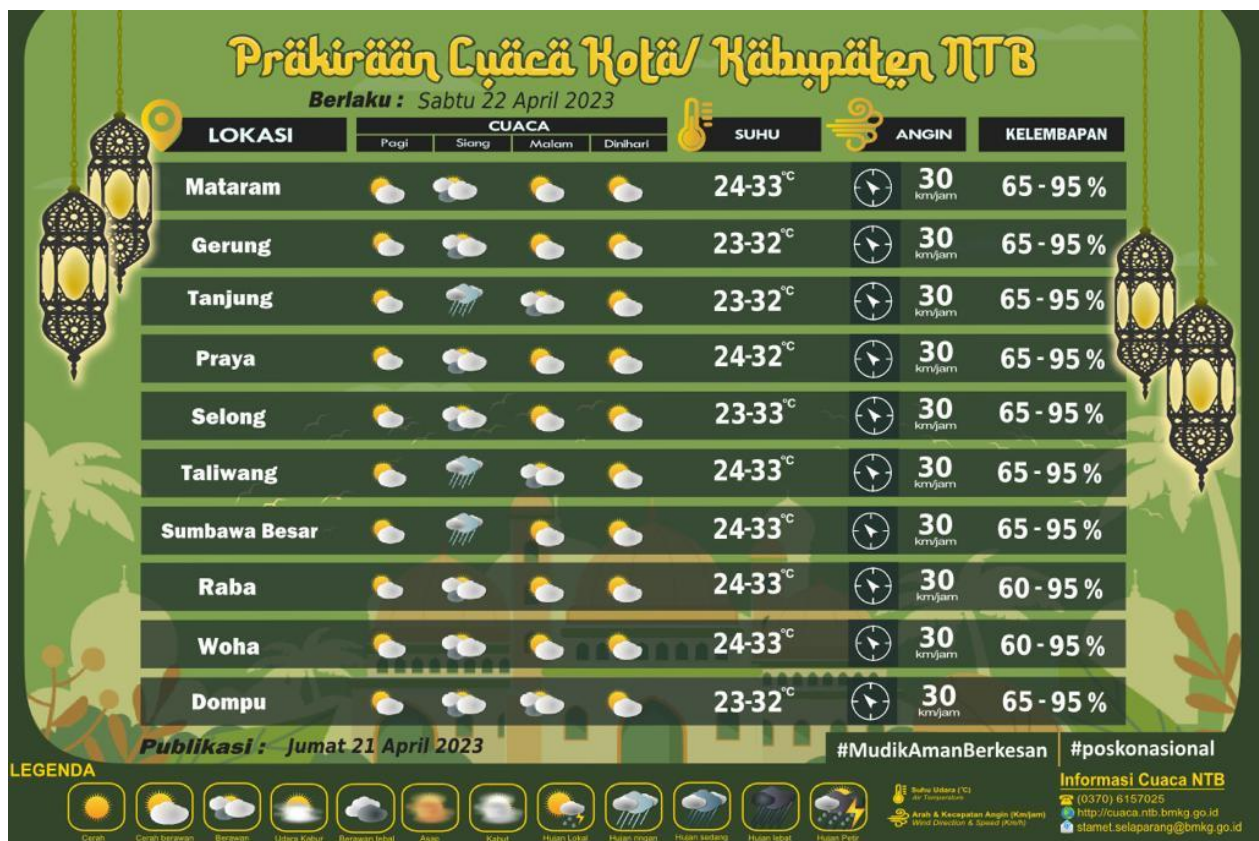 Präkirään Cuäcä Kotä/ Käbupäten NTB
Berlaku : Sabtu 22 April 2023
LOKASI CUACA SUHU ANGIN KELEMBAPAN
Pagi Siang Malam Dinihari
Mataram 24-33°C 30 km/jam 65 - 95 %
Gerung 23-32°C 30 km/jam 65 - 95 %
Tanjung 23-32°C 30 km/jam 65 - 95 %
Praya 24-32°C 30 km/jam 65 - 95 %
Selong 23-33°C 30 km/jam 65 - 95 %
Taliwang 24-33°C 30 km/jam 65 - 95 %
Sumbawa Besar 24-33°C 30 km/jam 65 - 95 %
Raba 24-33°C 30 km/jam 60 - 95 %
Woha 24-33°C 30 km/jam 60 - 95 %
Dompu 23-32°C 30 km/jam 65 - 95 %
Publikasi : Jumat 21 April 2023
#MudikAmanBerkesan #poskonasional
LEGENDA
Cerah Cerah berawan Berawan Udara Kabut Berawan tebal Asap Kabut Hujan Lokal Hujan ringan Hujan sedang Hujan lebat Hujan Petir
Suhu Udara (°C)
Air Temperature
Arah & Kecepatan Angin (Km/jam)
Wind Direction & Speed (Km/h)
Informasi Cuaca NTB
(0370) 6157025
http://cuaca.ntb.bmkg.go.id
stamet.selaparang@bmkg.go.id